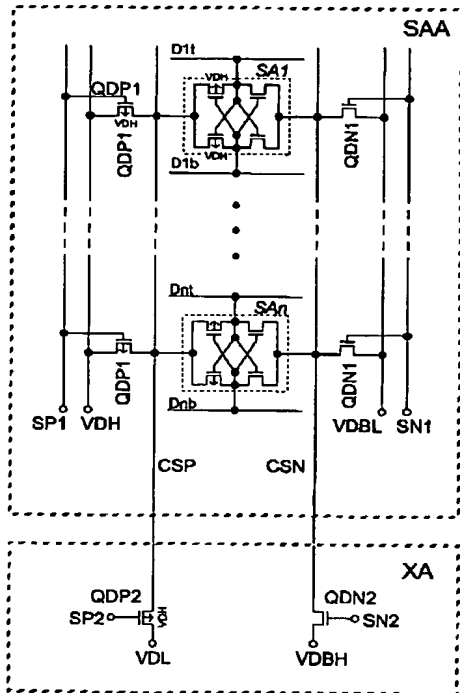 SAA
D1t
SA1
QDP1
VDH
VDH
QDP1
VDH
QDN1
D1b
Dnt
SAn
QDP1
QDN1
SP1
VDH
Dnb
VDBL
SN1
CSP
CSN
XA
QDP2
QDN2
SP2
VDH
SN2
VDL
VDBH